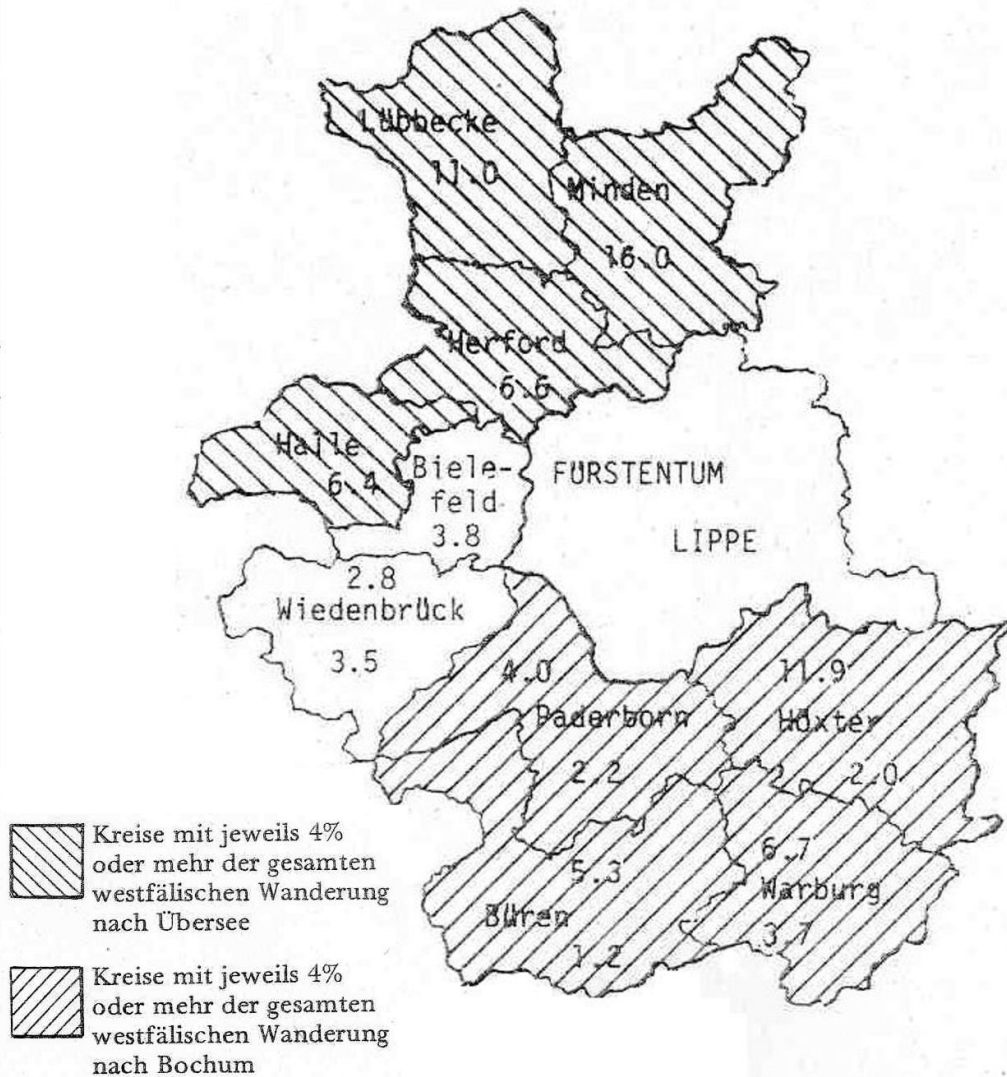 Lübbecke
11.0
Minden
16.0
Herford
6.6
Halle
6.4
Biele-
feld
3.8
FÜRSTENTUM
LIPPE
2.8
Wiedenbrück
3.5
4.0
Paderborn
2.2
11.9
Höxter
2.0
5.3
Büren
1.2
6.7
Warburg
3.7
Kreise mit jeweils 4%
oder mehr der gesamten
westfälischen Wanderung
nach Übersee
Kreise mit jeweils 4%
oder mehr der gesamten
westfälischen Wanderung
nach Bochum